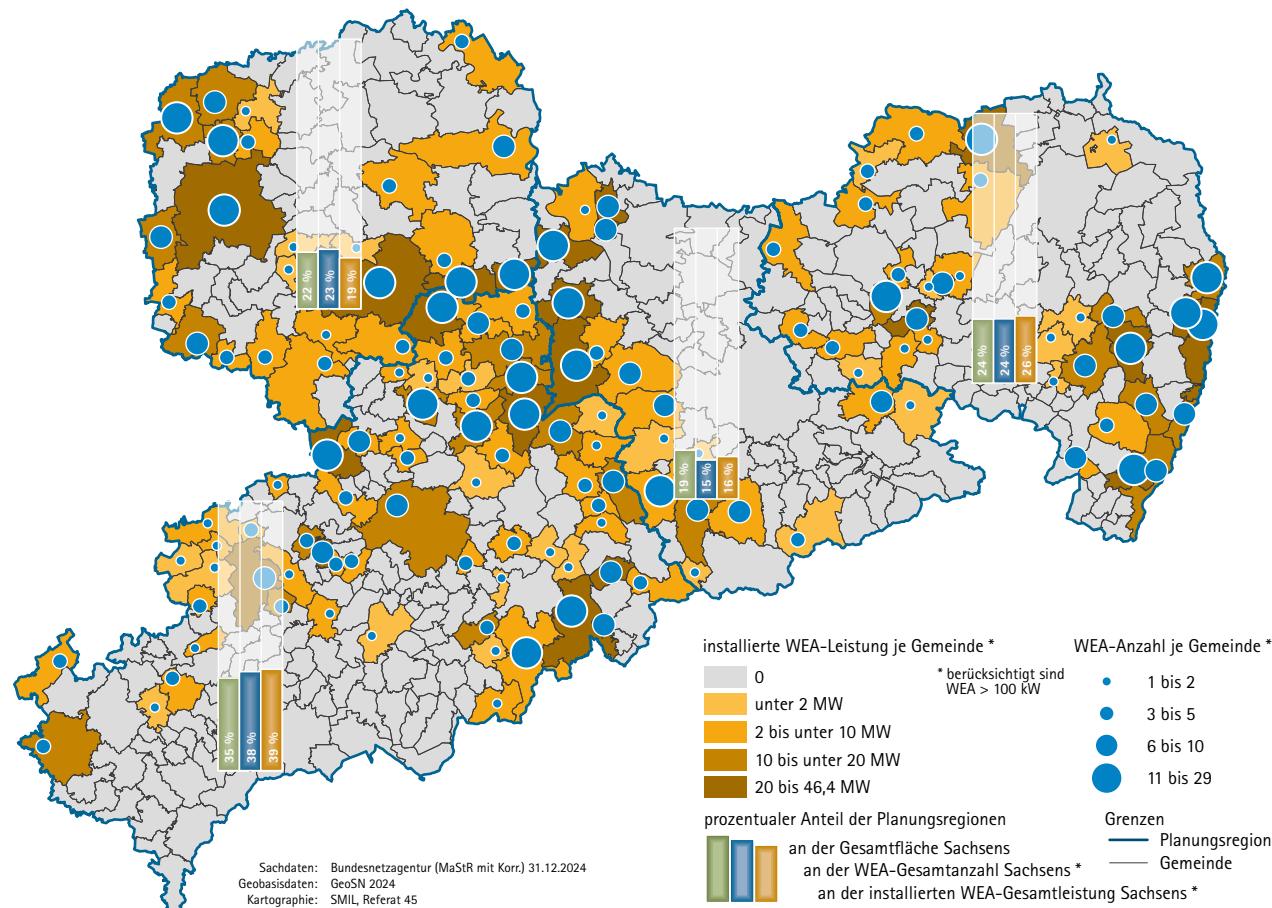 22 %
23 %
19 %
24 %
24 %
26 %
19 %
15 %
16 %
35 %
38 %
39 %
installierte WEA-Leistung je Gemeinde *
0
unter 2 MW
2 bis unter 10 MW
10 bis unter 20 MW
20 bis 46,4 MW
* berücksichtigt sind
WEA > 100 kW
WEA-Anzahl je Gemeinde *
1 bis 2
3 bis 5
6 bis 10
11 bis 29
prozentualer Anteil der Planungsregionen
an der Gesamtfläche Sachsens
an der WEA-Gesamtanzahl Sachsens *
an der installierten WEA-Gesamtleistung Sachsens *
Grenzen
Planungsregion
Gemeinde
Sachdaten: Bundesnetzagentur (MaStR mit Korr.) 31.12.2024
Geobasisdaten: GeoSN 2024
Kartographie: SMIL, Referat 45